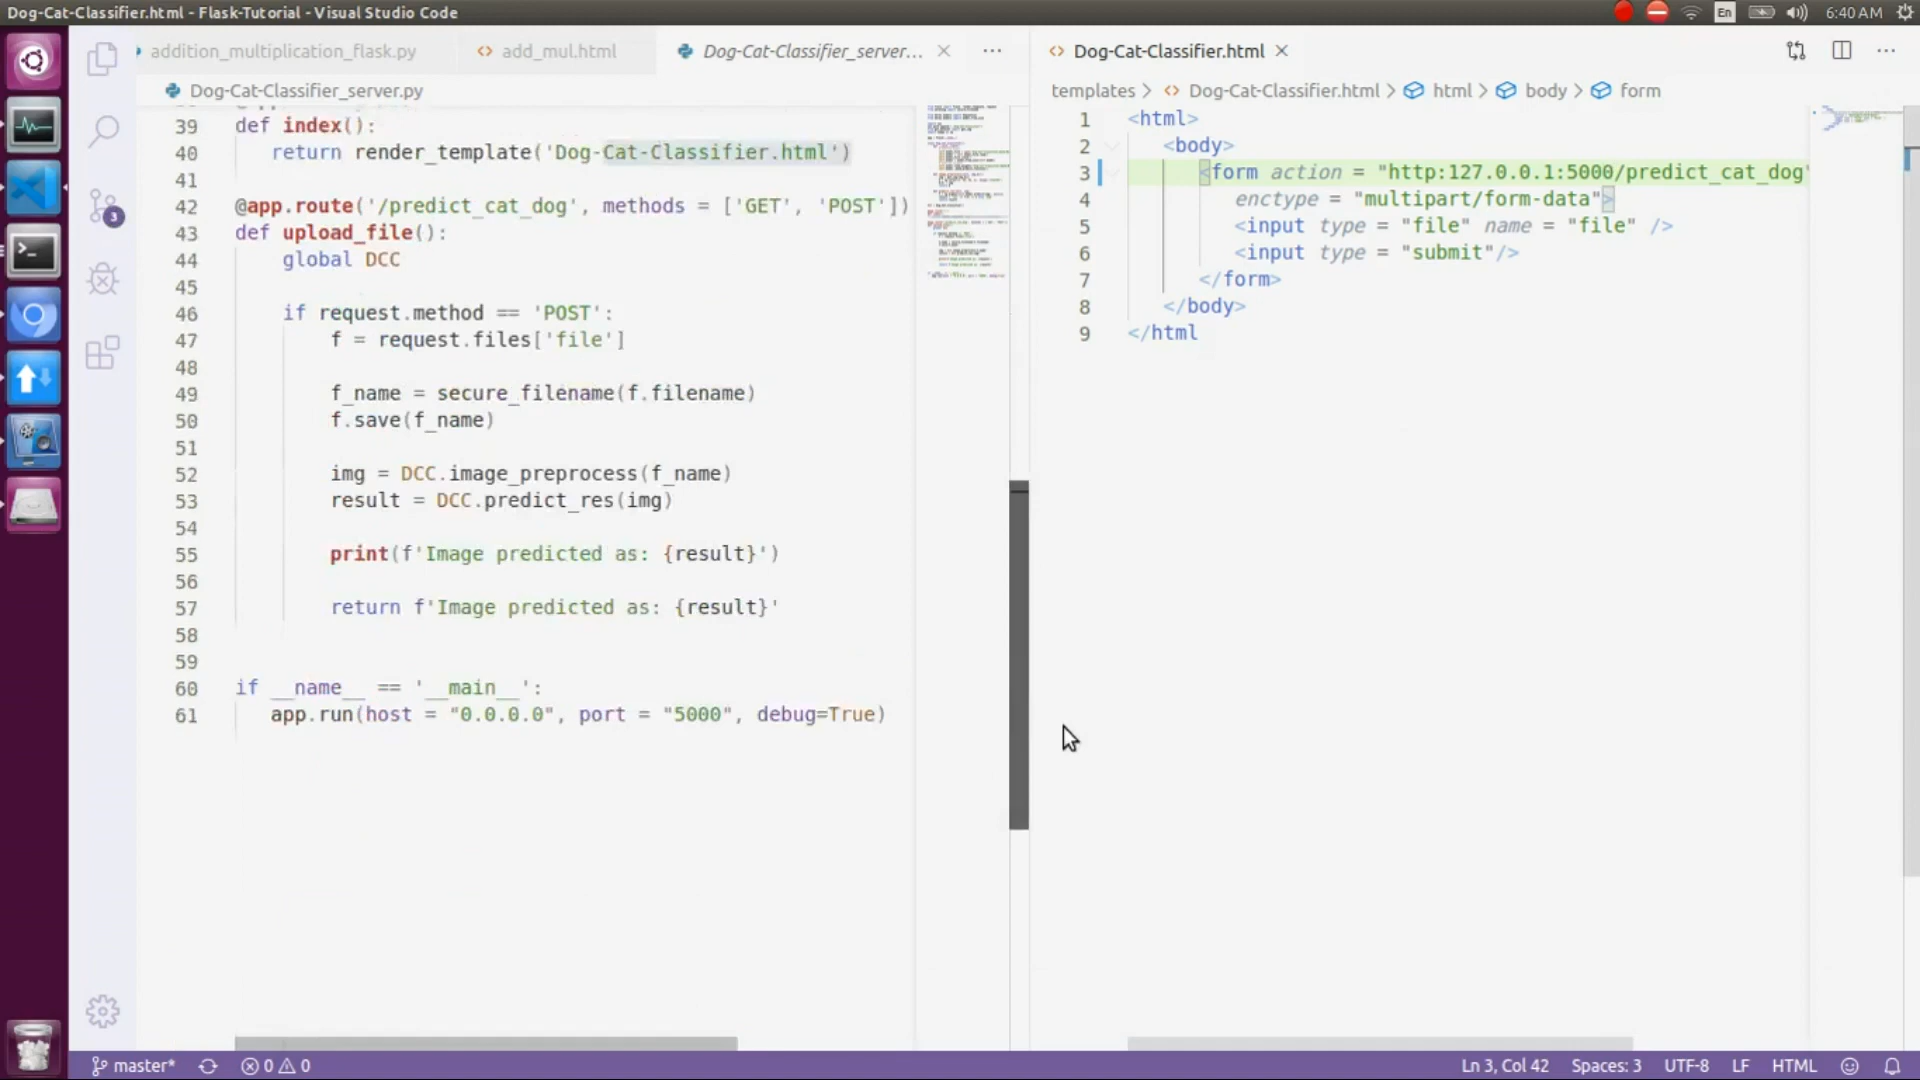 Dog-Cat-Classifier.html - Flask-Tutorial - Visual Studio Code
En
6:40 AM
addition_multiplication_flask.py
add_mul.html
Dog-Cat-Classifier_server...
Dog-Cat-Classifier.html
Dog-Cat-Classifier_server.py
templates > Dog-Cat-Classifier.html > html > body > form
39 def index():
40 return render_template('Dog-Cat-Classifier.html')
41
42 @app.route('/predict_cat_dog', methods = ['GET', 'POST'])
43 def upload_file():
44 global DCC
45
46 if request.method == 'POST':
47 f = request.files['file']
48
49 f_name = secure_filename(f.filename)
50 f.save(f_name)
51
52 img = DCC.image_preprocess(f_name)
53 result = DCC.predict_res(img)
54
55 print(f'Image predicted as: {result}')
56
57 return f'Image predicted as: {result}'
58
59
60 if __name__ == '__main__':
61 app.run(host = "0.0.0.0", port = "5000", debug=True)
1 <html>
2 <body>
3 <form action = "http:127.0.0.1:5000/predict_cat_dog"
4 enctype = "multipart/form-data">
5 <input type = "file" name = "file" />
6 <input type = "submit"/>
7 </form>
8 </body>
9 </html
3
master*
0
0
Ln 3, Col 42
Spaces: 3
UTF-8
LF
HTML